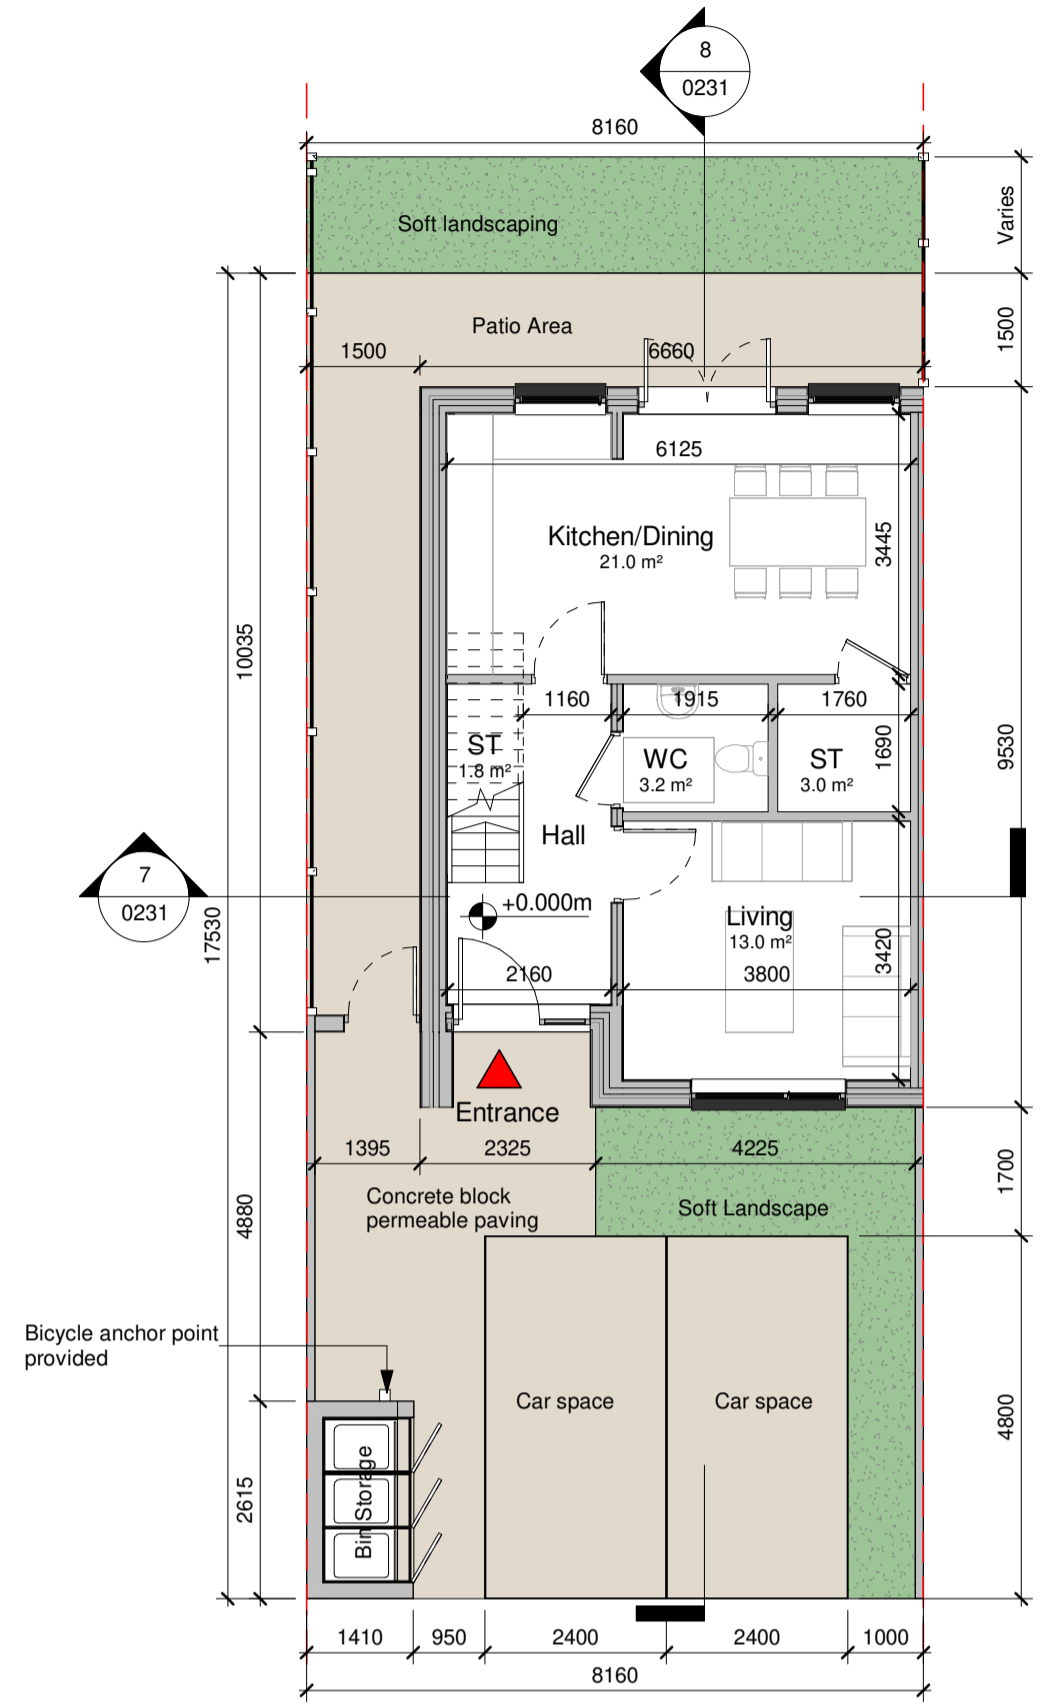 8
0231
8160
Soft landscaping
Varies
Patio Area
1500
1500
6660
6125
Kitchen/Dining
21.0 m²
3445
10035
1160
1915
1760
ST
1.8 m²
WC
3.2 m²
ST
3.0 m²
1690
9530
Hall
7
0231
17530
+0.000m
Living
13.0 m²
3420
2160
3800
Entrance
1395
2325
4225
1700
4880
Concrete block
permeable paving
Soft Landscape
Bicycle anchor point
provided
Car space
Car space
4800
2615
Bin Storage
1410
950
2400
2400
1000
8160